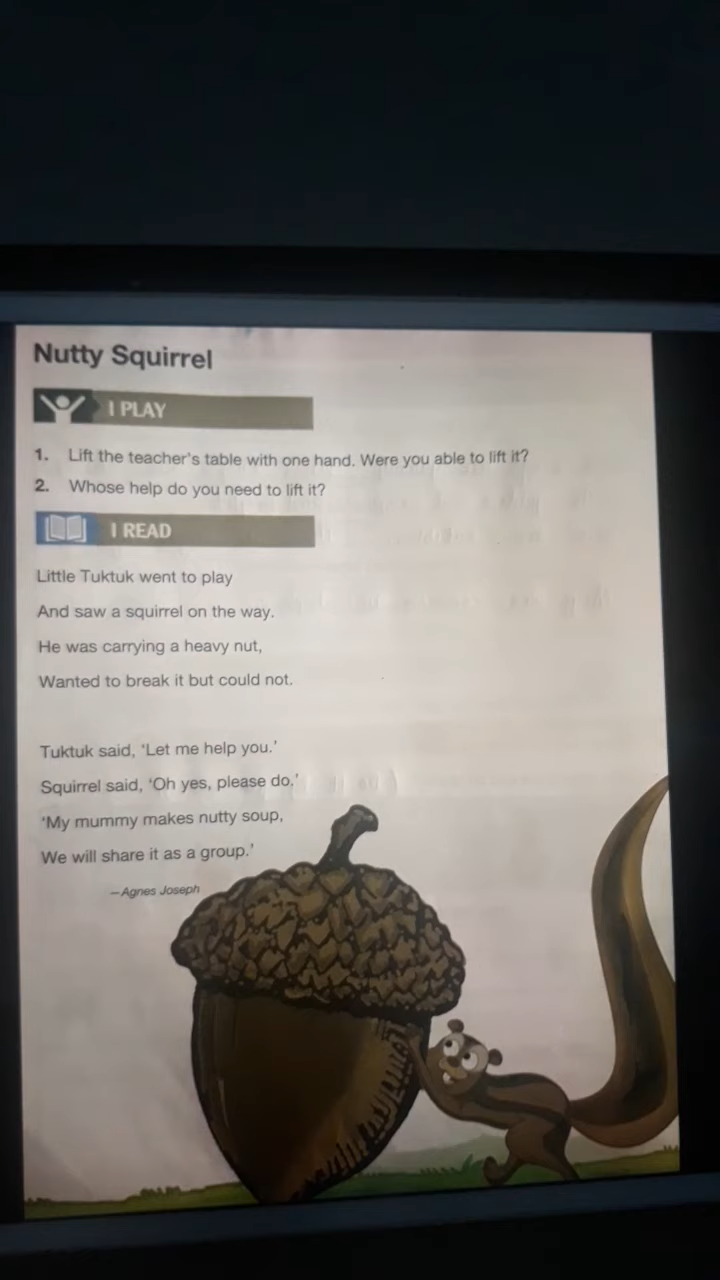 Nutty Squirrel
I PLAY
1. Lift the teacher's table with one hand. Were you able to lift it?
2. Whose help do you need to lift it?
I READ
Little Tuktuk went to play
And saw a squirrel on the way.
He was carrying a heavy nut,
Wanted to break it but could not.
Tuktuk said, ‘Let me help you.’
Squirrel said, ‘Oh yes, please do.’
‘My mummy makes nutty soup,
We will share it as a group.’
—Agnes Joseph